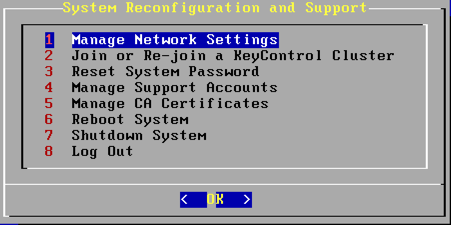 System Reconfiguration and Support
1 Manage Network Settings
2 Join or Re-join a KeyControl Cluster
3 Reset System Password
4 Manage Support Accounts
5 Manage CA Certificates
6 Reboot System
7 Shutdown System
8 Log Out
< OK >